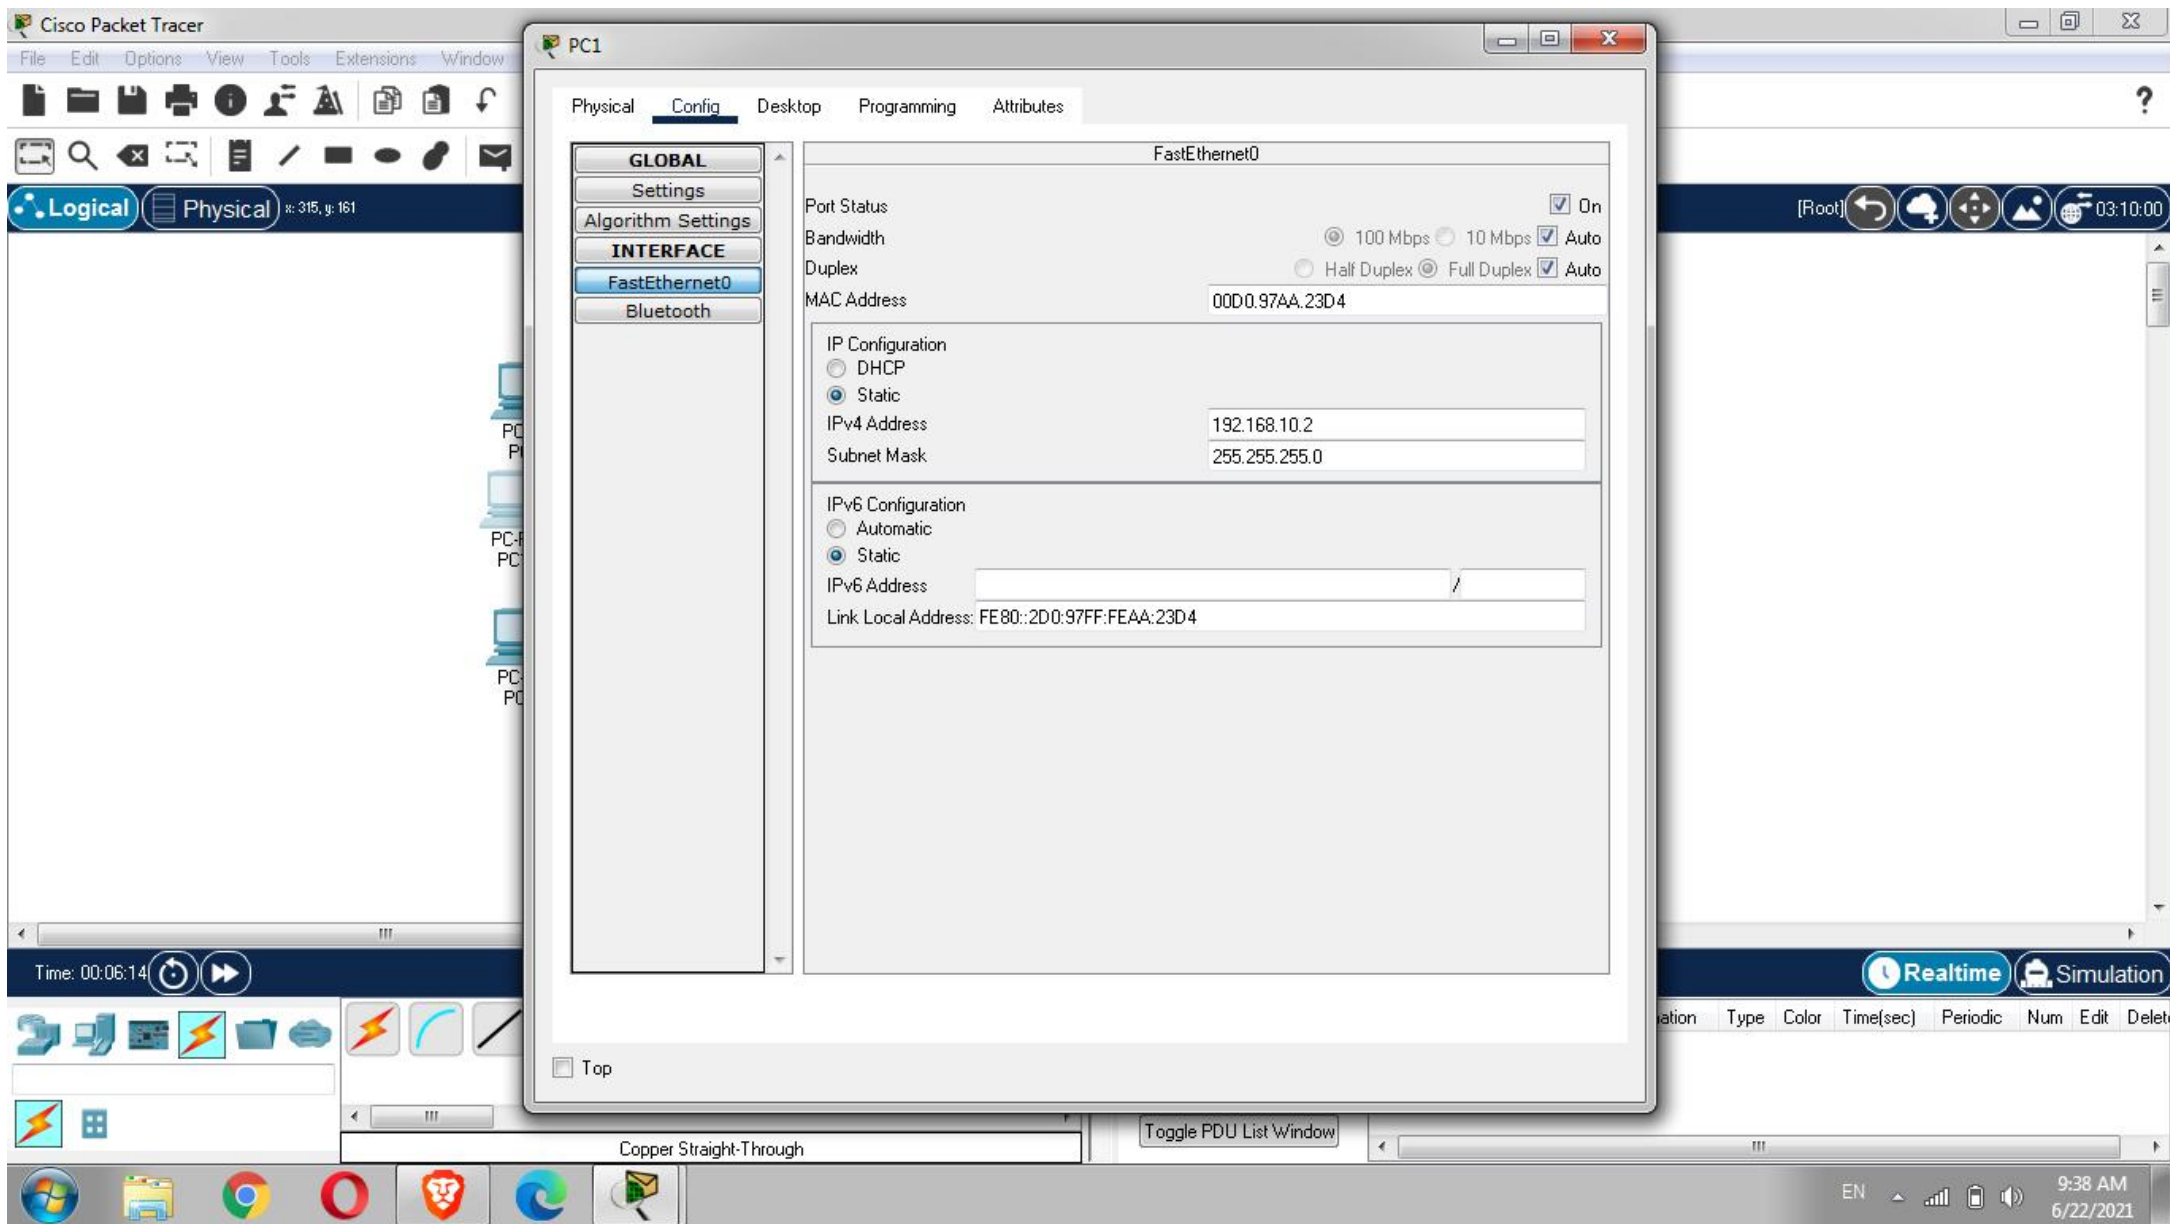 Cisco Packet Tracer
File Edit Options View Tools Extensions Window
Logical Physical x: 315, y: 161
[Root] 03:10:00
PC1
Physical Config Desktop Programming Attributes
GLOBAL
Settings
Algorithm Settings
INTERFACE
FastEthernet0
Bluetooth
FastEthernet0
Port Status On
Bandwidth 100 Mbps 10 Mbps Auto
Duplex Half Duplex Full Duplex Auto
MAC Address 00D0.97AA.23D4
IP Configuration
DHCP
Static
IPv4 Address 192.168.10.2
Subnet Mask 255.255.255.0
IPv6 Configuration
Automatic
Static
IPv6 Address /
Link Local Address: FE80::2D0:97FF:FEAA:23D4
Top
PC
PC-
PC
PC-
PC
Time: 00:06:14
Realtime Simulation
Type Color Time(sec) Periodic Num Edit
Copper Straight-Through
Toggle PDU List Window
EN
9:38 AM
6/22/2021